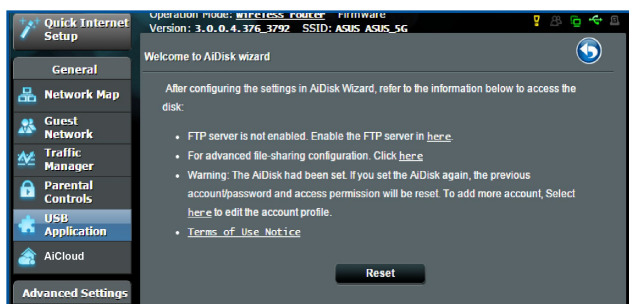 Quick Internet
Setup
General
Network Map
Guest
Network
Traffic
Manager
Parental
Controls
USB
Application
AiCloud
Advanced Settings
Operation Mode: Wireless router Firmware
Version: 3.0.0.4.376_3792 SSID: ASUS ASUS_5G
Welcome to AiDisk wizard
After configuring the settings in AiDisk Wizard, refer to the information below to access the
disk:
• FTP server is not enabled. Enable the FTP server in here.
• For advanced file-sharing configuration. Click here
• Warning: The AiDisk had been set. If you set the AiDisk again, the previous
account/password and access permission will be reset. To add more account, Select
here to edit the account profile.
• Terms of Use Notice
Reset